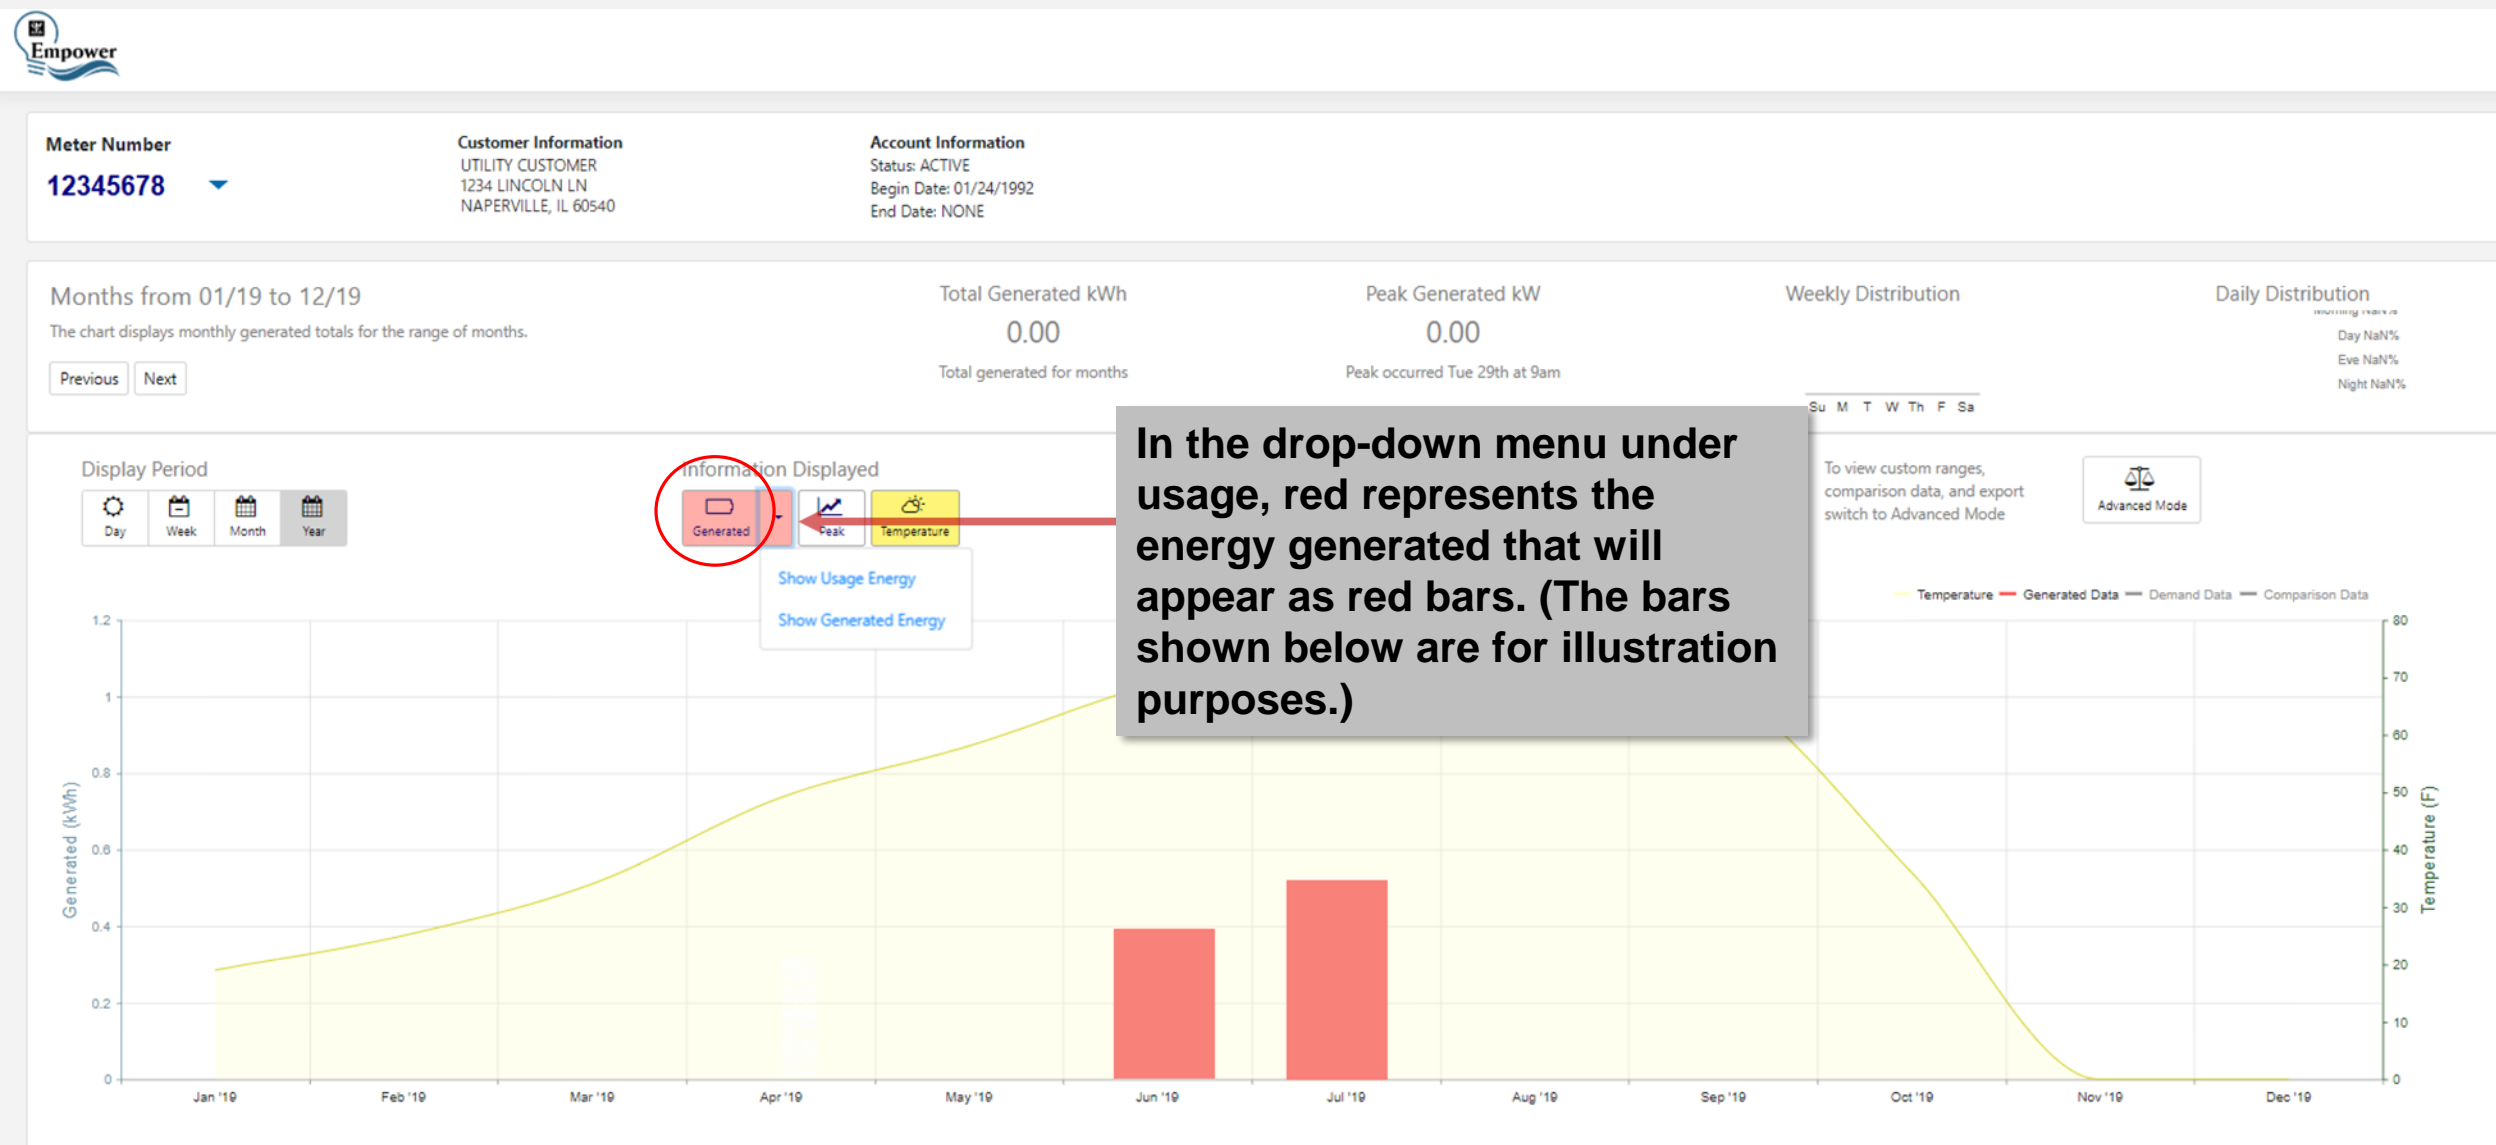 Empower
Meter Number
12345678
Customer Information
UTILITY CUSTOMER
1234 LINCOLN LN
NAPERVILLE, IL 60540
Account Information
Status: ACTIVE
Begin Date: 01/24/1992
End Date: NONE
Months from 01/19 to 12/19
The chart displays monthly generated totals for the range of months.
Previous Next
Total Generated kWh
0.00
Total generated for months
Peak Generated kW
0.00
Peak occurred Tue 29th at 9am
Weekly Distribution
Su M T W Th F Sa
Daily Distribution
Morning NaN%
Day NaN%
Eve NaN%
Night NaN%
Display Period
Day Week Month Year
Information Displayed
Generated Peak Temperature
Show Usage Energy
Show Generated Energy
In the drop-down menu under
usage, red represents the
energy generated that will
appear as red bars. (The bars
shown below are for illustration
purposes.)
To view custom ranges,
comparison data, and export
switch to Advanced Mode
Advanced Mode
Temperature Generated Data Demand Data Comparison Data
Generated (kWh)
1.2
1
0.8
0.6
0.4
0.2
0
80
70
60
50
40
30
20
10
0
Temperature (F)
Jan '19 Feb '19 Mar '19 Apr '19 May '19 Jun '19 Jul '19 Aug '19 Sep '19 Oct '19 Nov '19 Dec '19